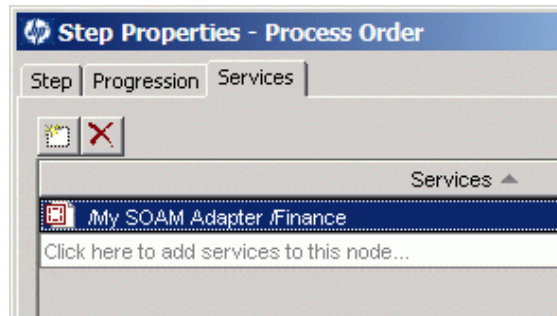 Step Properties - Process Order
Step Progression Services
Services
/My SOAM Adapter /Finance
Click here to add services to this node...